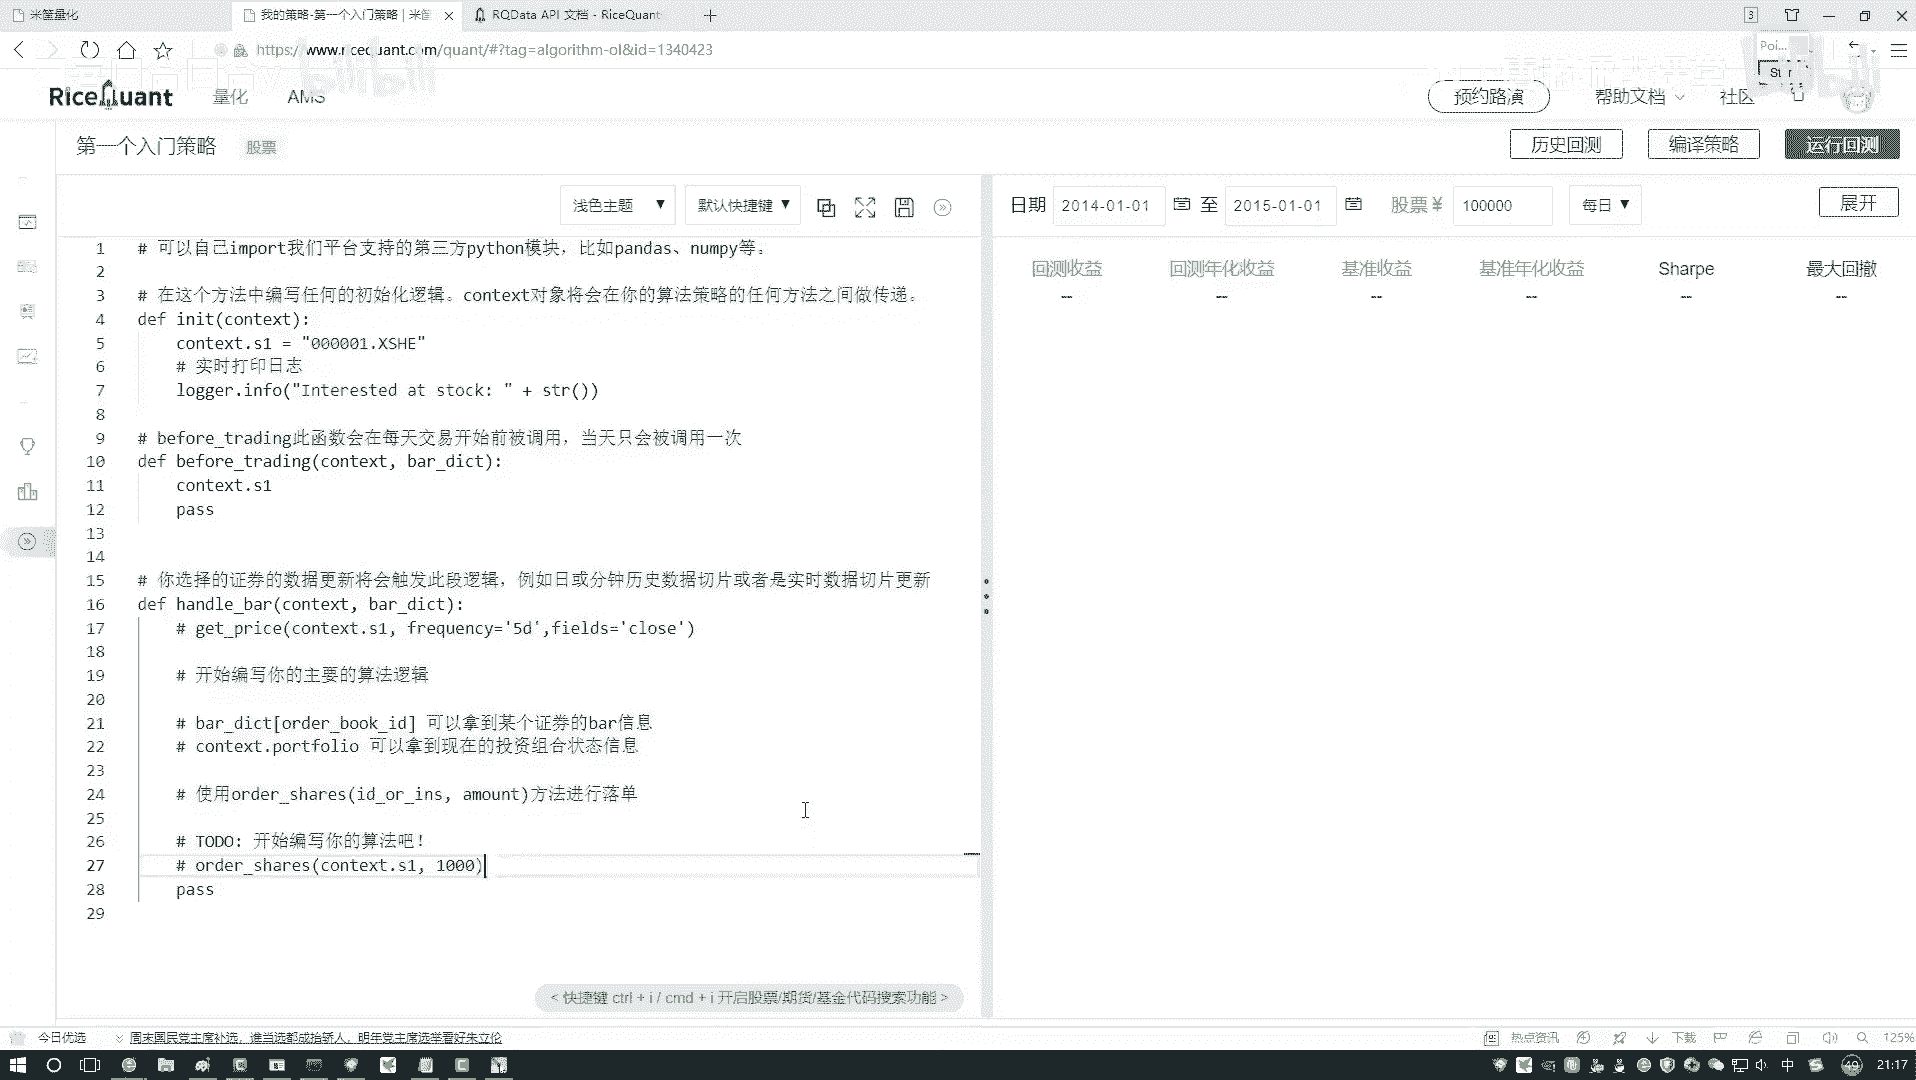 米筐量化
我的策略-第一个入门策略 | 米筐
RQData API 文档 - RiceQuant
3
https://www.ricequant.com/quant/#?tag=algorithm-ol&id=1340423
Poi...
RiceQuant
量化
AMS
预约路演
帮助文档
社区
第一个入门策略
股票
历史回测
编译策略
运行回测
浅色主题 ▼
默认快捷键 ▼
日期 2014-01-01 至 2015-01-01 股票 ¥ 100000 每日 ▼ 展开
回测收益 回测年化收益 基准收益 基准年化收益 Sharpe 最大回撤
-- -- -- -- -- --
1 # 可以自己import我们平台支持的第三方python模块，比如pandas、numpy等。
2
3 # 在这个方法中编写任何的初始化逻辑。context对象将会在你的算法策略的任何方法之间做传递。
4 def init(context):
5 context.s1 = "000001.XSHE"
6 # 实时打印日志
7 logger.info("Interested at stock: " + str())
8
9 # before_trading此函数会在每天交易开始前被调用，当天只会被调用一次
10 def before_trading(context, bar_dict):
11 context.s1
12 pass
13
14
15 # 你选择的证券的数据更新将会触发此段逻辑，例如日或分钟历史数据切片或者是实时数据切片更新
16 def handle_bar(context, bar_dict):
17 # get_price(context.s1, frequency='5d',fields='close')
18
19 # 开始编写你的主要的算法逻辑
20
21 # bar_dict[order_book_id] 可以拿到某个证券的bar信息
22 # context.portfolio 可以拿到现在的投资组合状态信息
23
24 # 使用order_shares(id_or_ins, amount)方法进行落单
25
26 # TODO: 开始编写你的算法吧！
27 # order_shares(context.s1, 1000)
28 pass
29
< 快捷键 ctrl + i / cmd + i 开启股票/期货/基金代码搜索功能 >
今日优选
周末国民党主席补选，谁当选都成抬轿人，明年党主席选举看好朱立伦
热点资讯
下载
125%
中
49
21:17